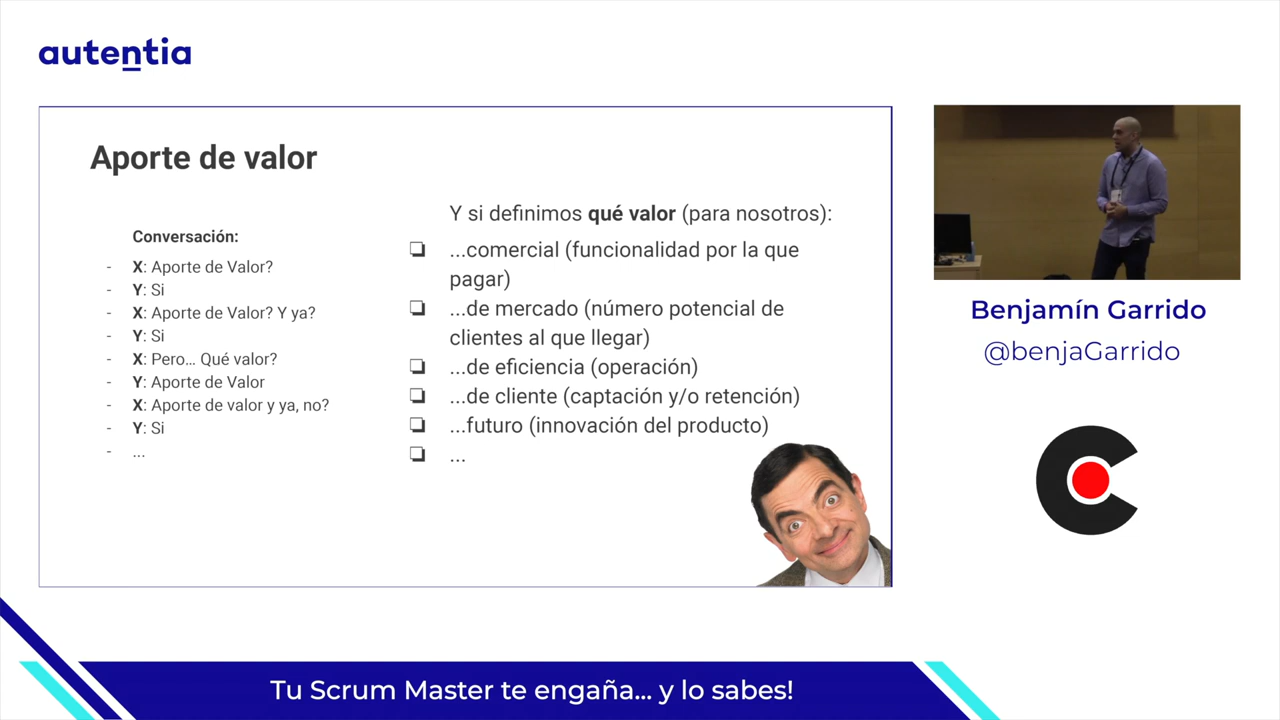 autentia
Aporte de valor
Conversación:
- X: Aporte de Valor?
- Y: Si
- X: Aporte de Valor? Y ya?
- Y: Si
- X: Pero... Qué valor?
- Y: Aporte de Valor
- X: Aporte de valor y ya, no?
- Y: Si
- ...
Y si definimos qué valor (para nosotros):
❏ ...comercial (funcionalidad por la que
pagar)
❏ ...de mercado (número potencial de
clientes al que llegar)
❏ ...de eficiencia (operación)
❏ ...de cliente (captación y/o retención)
❏ ...futuro (innovación del producto)
❏ ...
Benjamín Garrido
@benjaGarrido
Tu Scrum Master te engaña... y lo sabes!